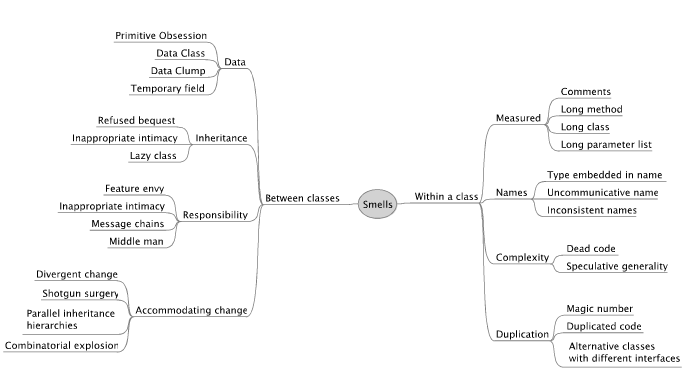 Primitive Obsession
Data Class
Data Clump
Temporary field
Data
Refused bequest
Inappropriate intimacy
Lazy class
Inheritance
Feature envy
Inappropriate intimacy
Message chains
Middle man
Responsibility
Divergent change
Shotgun surgery
Parallel inheritance
hierarchies
Combinatorial explosion
Accommodating change
Between classes
Smells
Within a class
Measured
Comments
Long method
Long class
Long parameter list
Names
Type embedded in name
Uncommunicative name
Inconsistent names
Complexity
Dead code
Speculative generality
Duplication
Magic number
Duplicated code
Alternative classes
with different interfaces